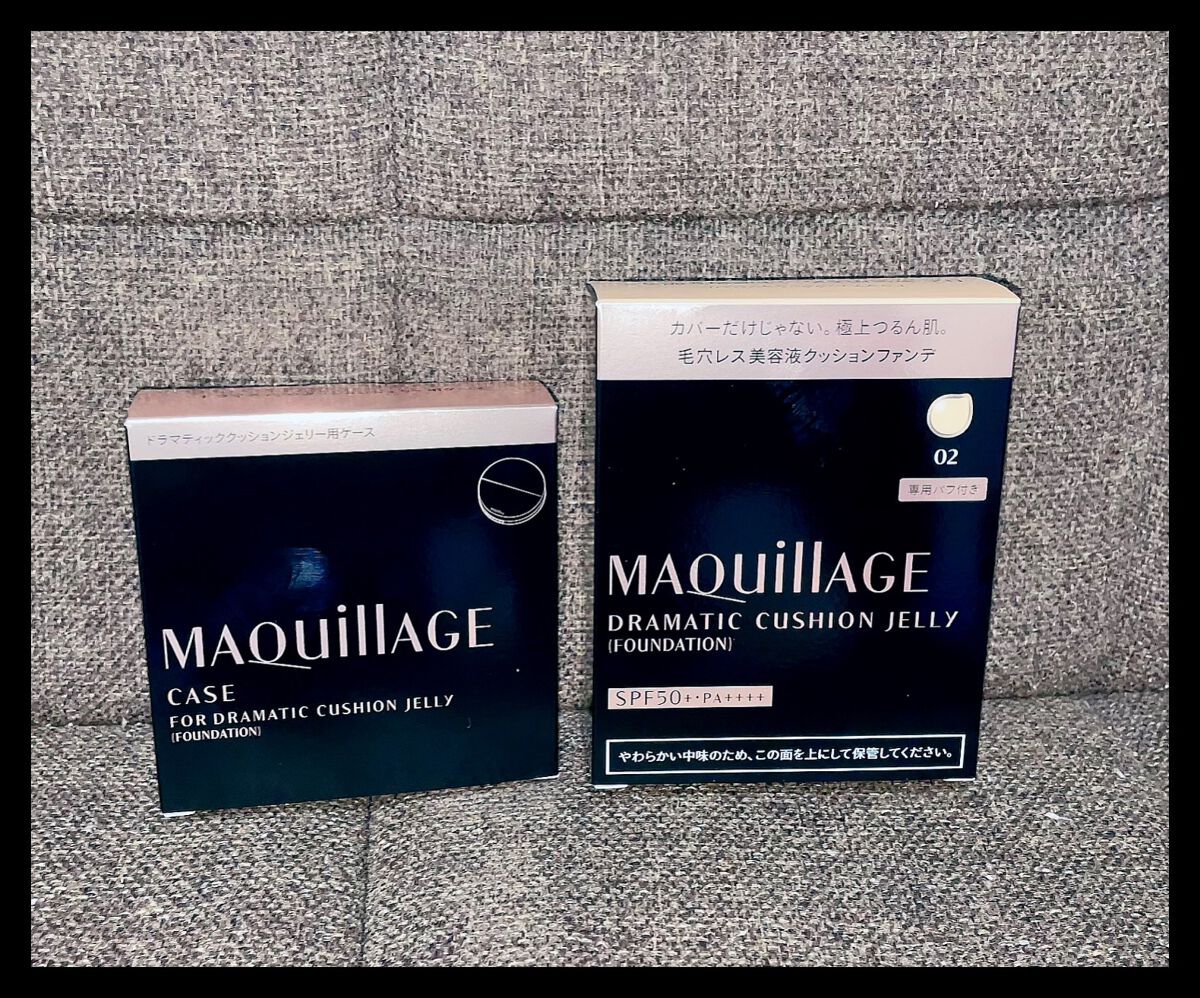 ドラマティッククッションジェリー用ケース
MAQuillAGE
CASE
FOR DRAMATIC CUSHION JELLY
(FOUNDATION)
カバーだけじゃない。極上つるん肌。
毛穴レス美容液クッションファンデ
02
専用パフ付き
MAQuillAGE
DRAMATIC CUSHION JELLY
(FOUNDATION)
SPF50+・PA++++
やわらかい中味のため、この面を上にして保管してください。